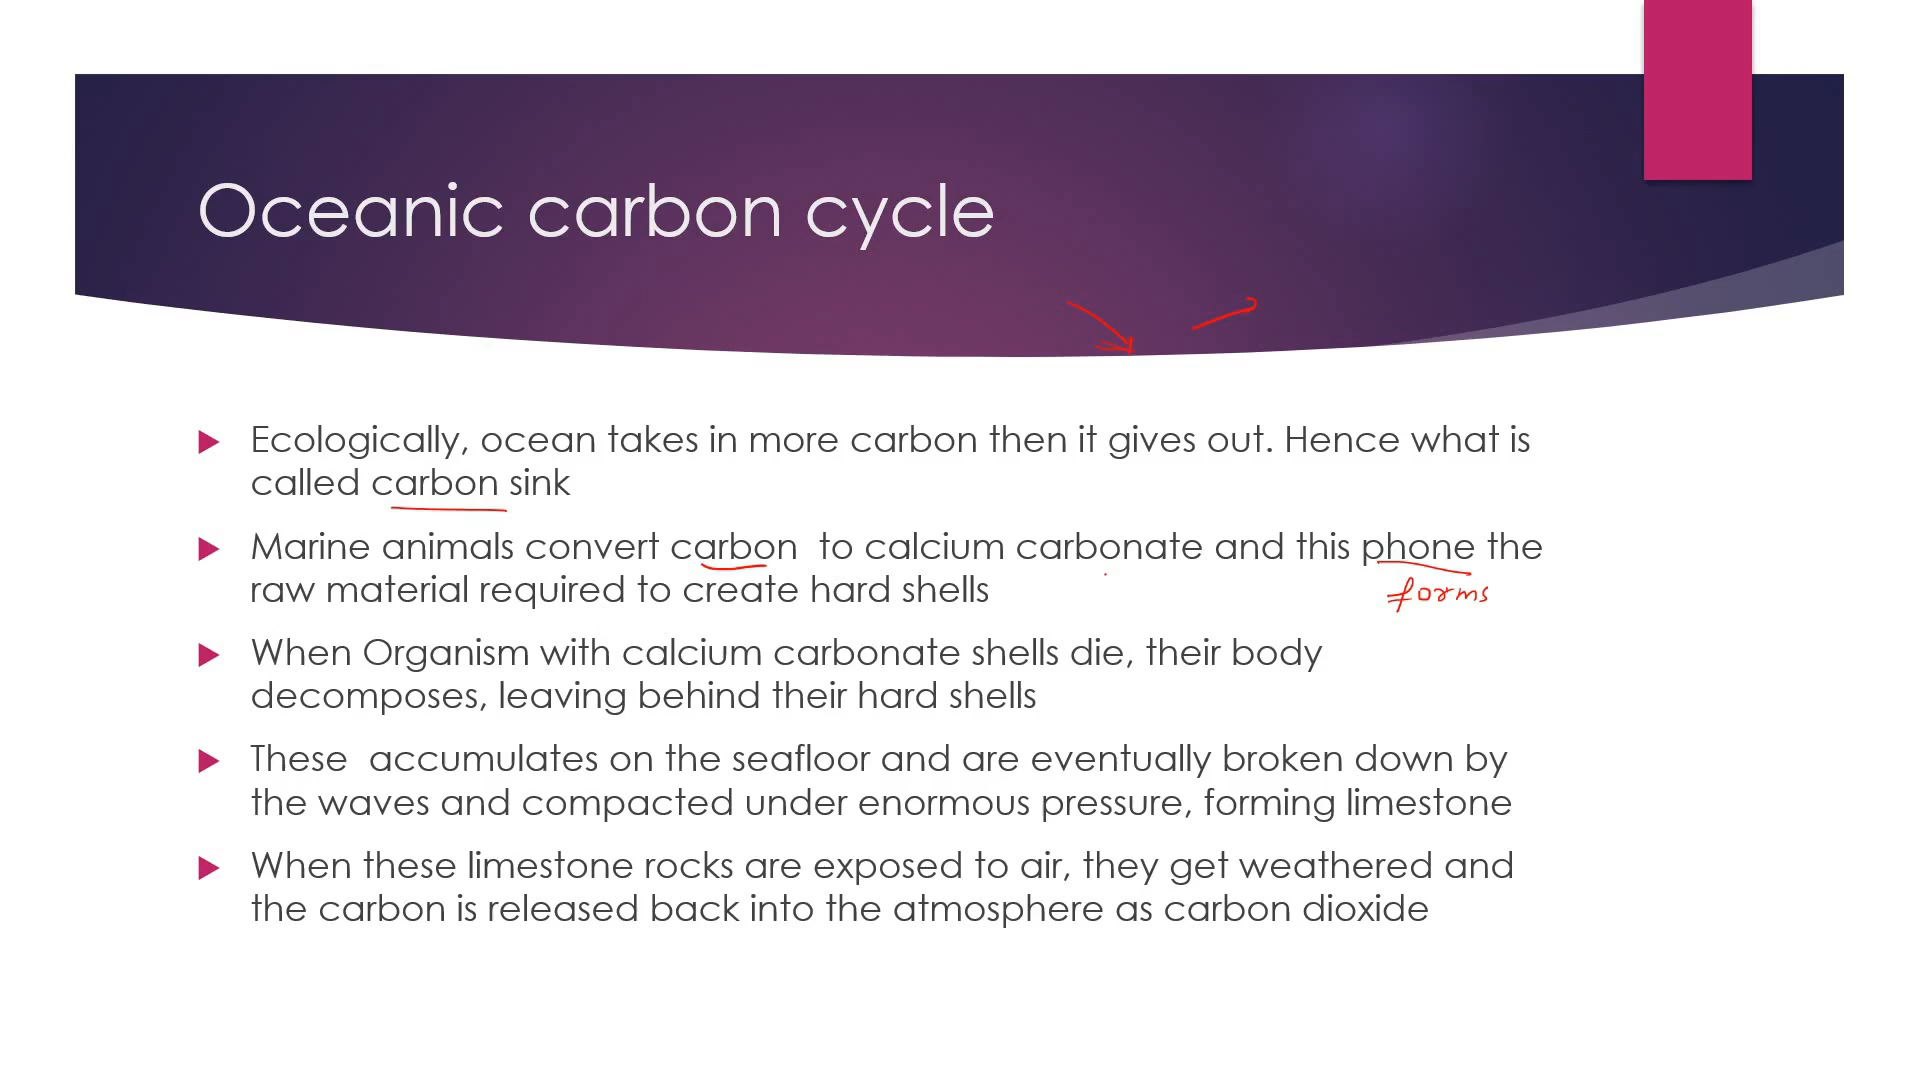 Oceanic carbon cycle
Ecologically, ocean takes in more carbon then it gives out. Hence what is
called carbon sink
Marine animals convert carbon  to calcium carbonate and this phone the
raw material required to create hard shells
forms
When Organism with calcium carbonate shells die, their body
decomposes, leaving behind their hard shells
These  accumulates on the seafloor and are eventually broken down by
the waves and compacted under enormous pressure, forming limestone
When these limestone rocks are exposed to air, they get weathered and
the carbon is released back into the atmosphere as carbon dioxide